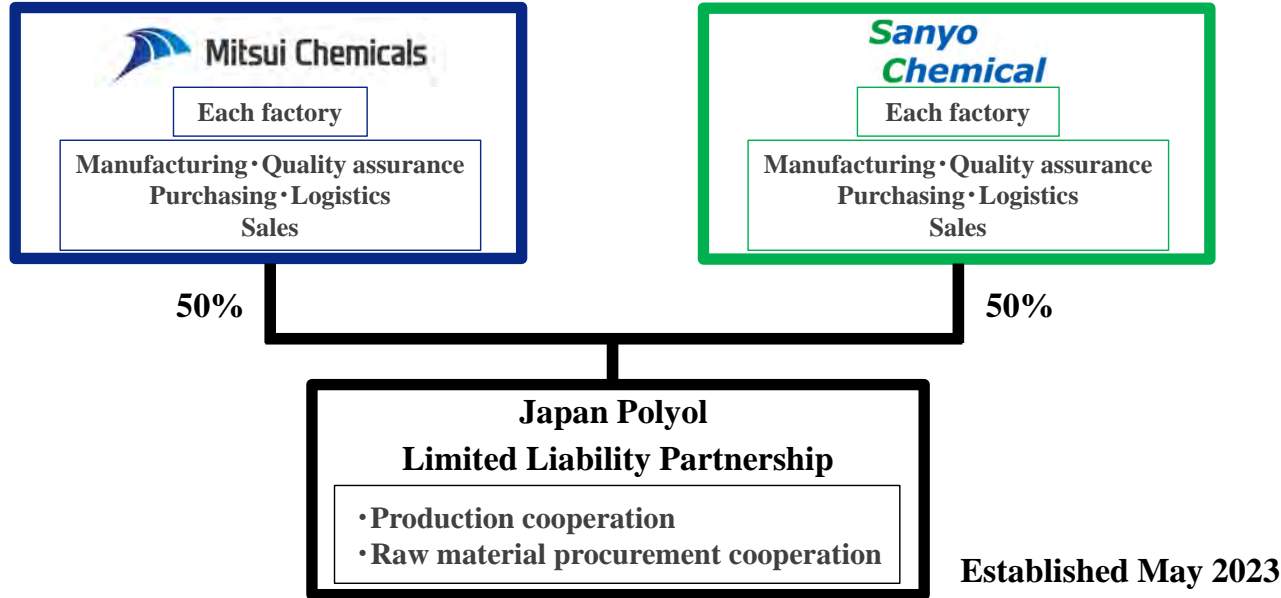 Mitsui Chemicals
Each factory
Manufacturing・Quality assurance
Purchasing・Logistics
Sales
Sanyo
Chemical
Each factory
Manufacturing・Quality assurance
Purchasing・Logistics
Sales
50%
50%
Japan Polyol
Limited Liability Partnership
・Production cooperation
・Raw material procurement cooperation
Established May 2023